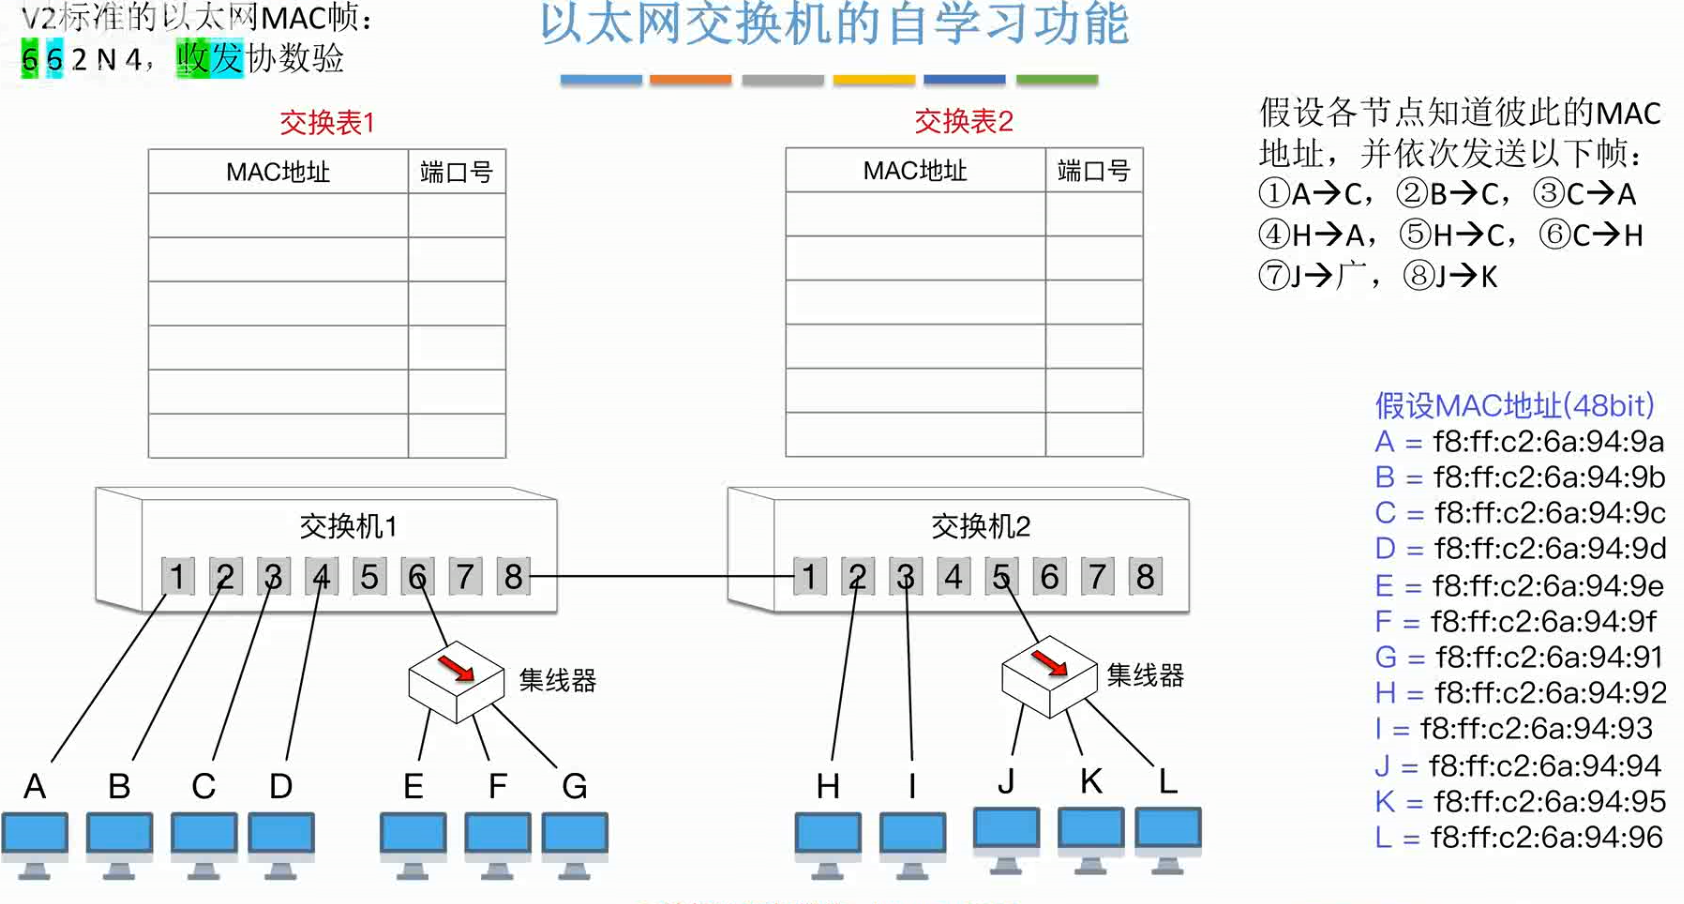 V2标准的以太网MAC帧：
6 6 2 N 4，收发协数验
以太网交换机的自学习功能
交换表1
MAC地址 端口号
交换表2
MAC地址 端口号
假设各节点知道彼此的MAC
地址，并依次发送以下帧：
①A→C，②B→C，③C→A
④H→A，⑤H→C，⑥C→H
⑦J→广，⑧J→K
交换机1
1 2 3 4 5 6 7 8
交换机2
1 2 3 4 5 6 7 8
集线器
集线器
A B C D E F G
H I J K L
假设MAC地址(48bit)
A = f8:ff:c2:6a:94:9a
B = f8:ff:c2:6a:94:9b
C = f8:ff:c2:6a:94:9c
D = f8:ff:c2:6a:94:9d
E = f8:ff:c2:6a:94:9e
F = f8:ff:c2:6a:94:9f
G = f8:ff:c2:6a:94:91
H = f8:ff:c2:6a:94:92
I = f8:ff:c2:6a:94:93
J = f8:ff:c2:6a:94:94
K = f8:ff:c2:6a:94:95
L = f8:ff:c2:6a:94:96